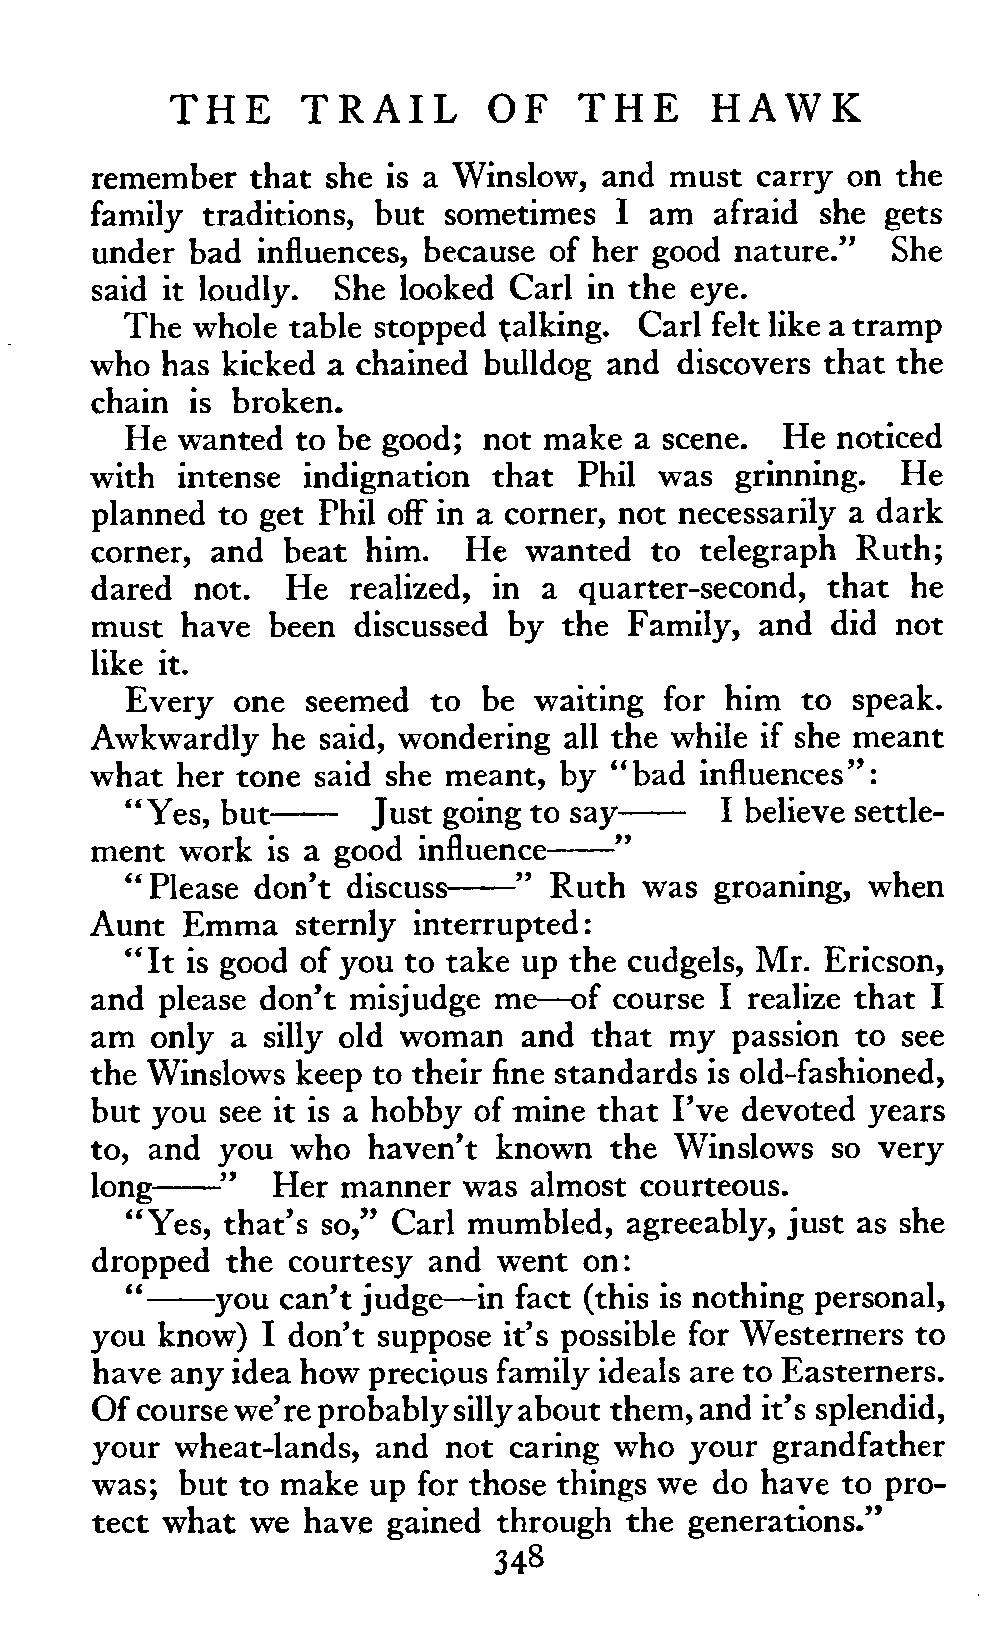 THE TRAIL OF THE HAWK
remember that she is a Winslow, and must carry on the
family traditions, but sometimes I am afraid she gets
under bad influences, because of her good nature.” She
said it loudly. She looked Carl in the eye.
The whole table stopped talking. Carl felt like a tramp
who has kicked a chained bulldog and discovers that the
chain is broken.
He wanted to be good; not make a scene. He noticed
with intense indignation that Phil was grinning. He
planned to get Phil off in a corner, not necessarily a dark
corner, and beat him. He wanted to telegraph Ruth;
dared not. He realized, in a quarter-second, that he
must have been discussed by the Family, and did not
like it.
Every one seemed to be waiting for him to speak.
Awkwardly he said, wondering all the while if she meant
what her tone said she meant, by “bad influences”:
“Yes, but—— Just going to say—— I believe settle-
ment work is a good influence——”
“Please don’t discuss——” Ruth was groaning, when
Aunt Emma sternly interrupted:
“It is good of you to take up the cudgels, Mr. Ericson,
and please don’t misjudge me—of course I realize that I
am only a silly old woman and that my passion to see
the Winslows keep to their fine standards is old-fashioned,
but you see it is a hobby of mine that I’ve devoted years
to, and you who haven’t known the Winslows so very
long——” Her manner was almost courteous.
“Yes, that’s so,” Carl mumbled, agreeably, just as she
dropped the courtesy and went on:
“——you can’t judge—in fact (this is nothing personal,
you know) I don’t suppose it’s possible for Westerners to
have any idea how precious family ideals are to Easterners.
Of course we’re probably silly about them, and it’s splendid,
your wheat-lands, and not caring who your grandfather
was; but to make up for those things we do have to pro-
tect what we have gained through the generations.”
348